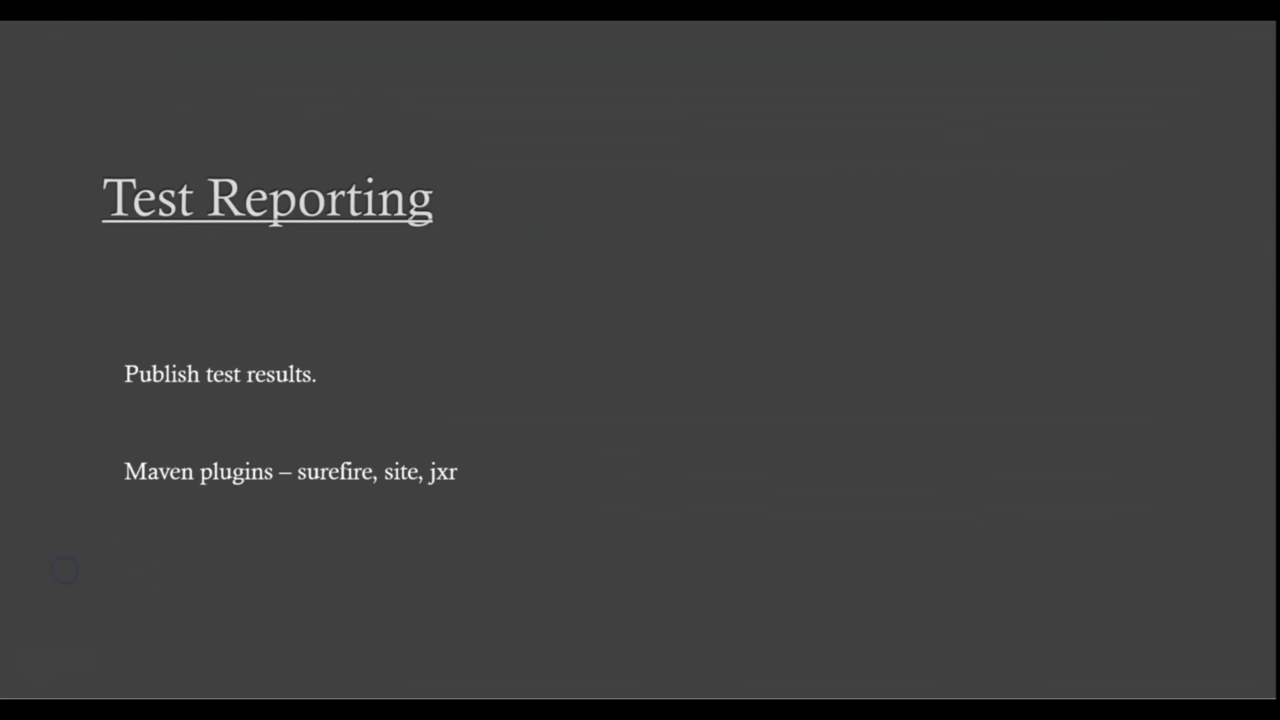 Test Reporting
Publish test results.
Maven plugins – surefire, site, jxr